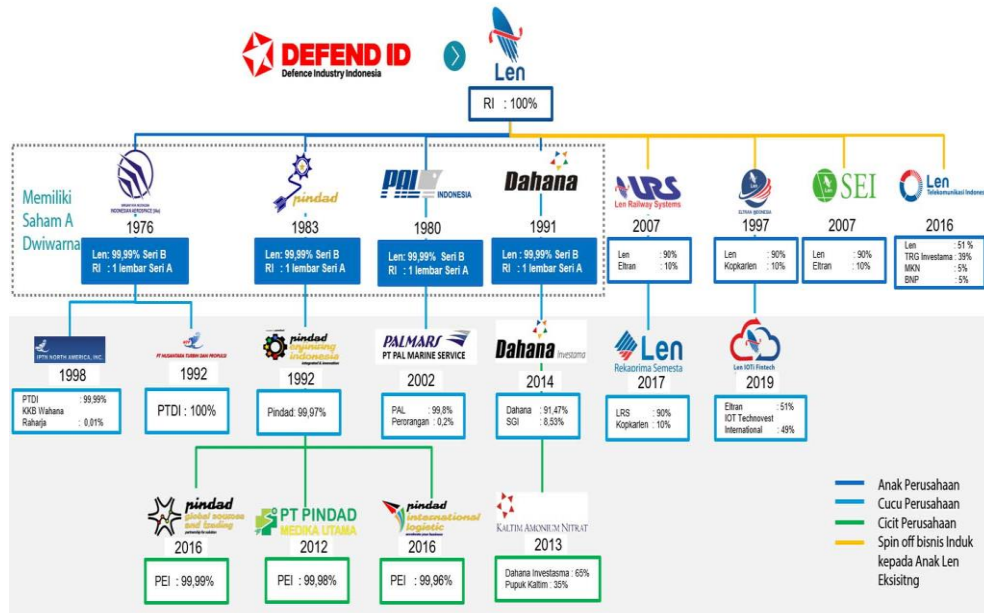 DEFEND ID
Defence Industry Indonesia
Len
RI : 100%
Memiliki
Saham A
Dwiwarna
INDONESIAN AEROSPACE
1976
Len: 99,99% Seri B
RI : 1 lembar Seri A
pindad
1983
Len: 99,99% Seri B
RI : 1 lembar Seri A
PAL INDONESIA
1980
Len: 99,99% Seri B
RI : 1 lembar Seri A
Dahana
1991
Len: 99,99% Seri B
RI : 1 lembar Seri A
LRS
Len Railway Systems
2007
Len : 90%
Eltran : 10%
ELTRAN INDONESIA
1997
Len : 90%
Kopkarlen : 10%
SEI
2007
Len : 90%
Eltran : 10%
Len
Telekomunikasi Indonesia
2016
Len : 51 %
TRG Investama : 39%
MKN : 5%
BNP : 5%
IPTN NORTH AMERICA, INC.
1998
PTDI : 99,99%
KKB Wahana
Raharja : 0,01%
PT NUSANTARA TURBIN DAN PROPULSI
1992
PTDI : 100%
pindad
enjiniring
indonesia
1992
Pindad: 99,97%
PALMARS
PT PAL MARINE SERVICE
2002
PAL : 99,8%
Perorangan : 0,2%
Dahana Investama
2014
Dahana : 91,47%
SGI : 8,53%
Len
Rekaprima Semesta
2017
LRS : 90%
Kopkarlen : 10%
Len IOTi Fintech
2019
Eltran : 51%
IOT Technovest
International : 49%
pindad
global sources
and trading
2016
PEI : 99,99%
PT PINDAD
MEDIKA UTAMA
2012
PEI : 99,98%
pindad
international
logistic
2016
PEI : 99,96%
KALTIM AMONIUM NITRAT
2013
Dahana Investasma : 65%
Pupuk Kaltim : 35%
Anak Perusahaan
Cucu Perusahaan
Cicit Perusahaan
Spin off bisnis Induk
kepada Anak Len
Eksisitng